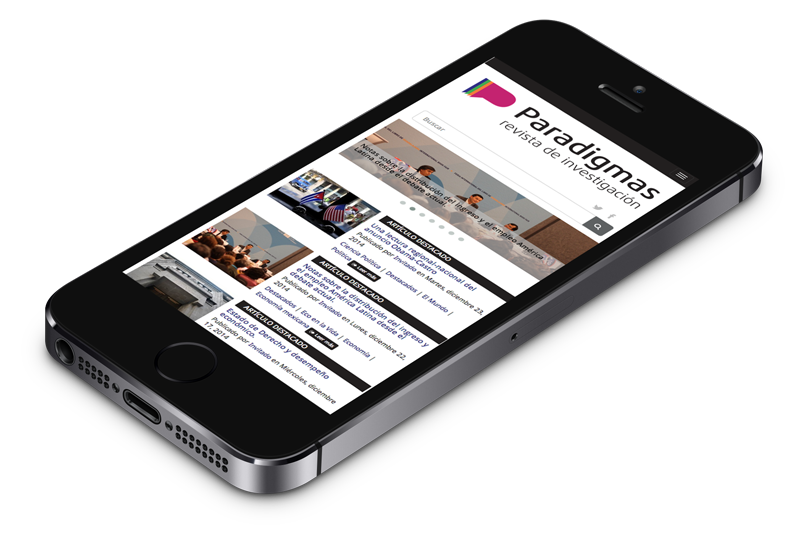 Paradigmas
revista de investigación
Buscar
Notas sobre la distribución del ingreso y el empleo América
Latina desde el debate actual
ARTÍCULO DESTACADO
Una lectura regional-nacional del
anuncio Obama-Castro
Publicado por Invitado en Martes, diciembre 23,
2014
Ciencia Política | Destacados | El Mundo |
Política Leer más
ARTÍCULO DESTACADO
Notas sobre la distribución del ingreso y
el empleo América Latina desde el
debate actual.
Publicado por Invitado en Lunes, diciembre 22,
2014
Destacados | Eco en la Vida | Economía |
Economía mexicana Leer más
ARTÍCULO DESTACADO
Estado de Derecho y desempeño
económico.
Publicado por Invitado en Miércoles, diciembre
17, 2014